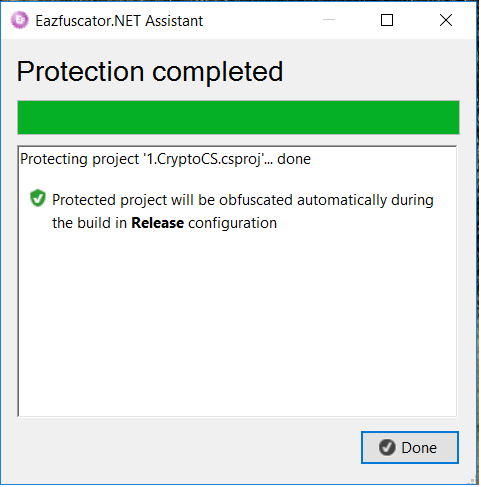 Eazfuscator.NET Assistant
Protection completed
Protecting project '1.CryptoCS.csproj'... done
Protected project will be obfuscated automatically during
the build in Release configuration
Done